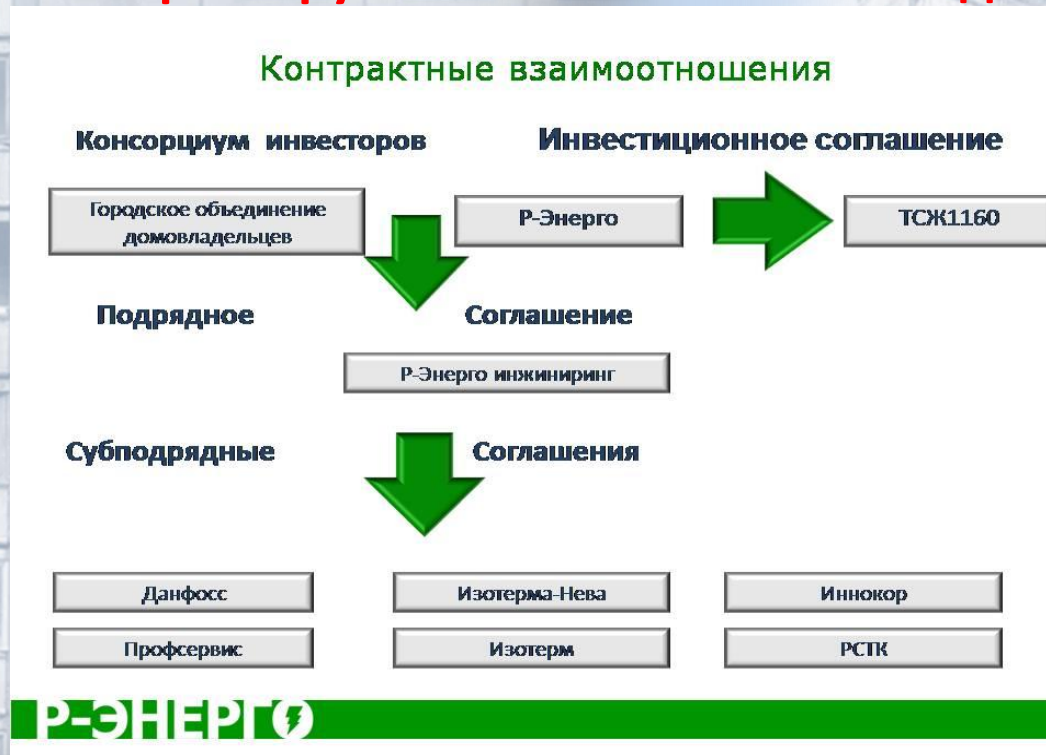 Контрактные взаимоотношения
Консорциум инвесторов
Инвестиционное соглашение
Городское объединение
домовладельцев
Р-Энерго
ТСЖ1160
Подрядное Соглашение
Р-Энерго инжиниринг
Субподрядные Соглашения
Данфосс
Изотерма-Нева
Иннокор
Профсервис
Изотерм
РСТК
Р-ЭНЕРГО